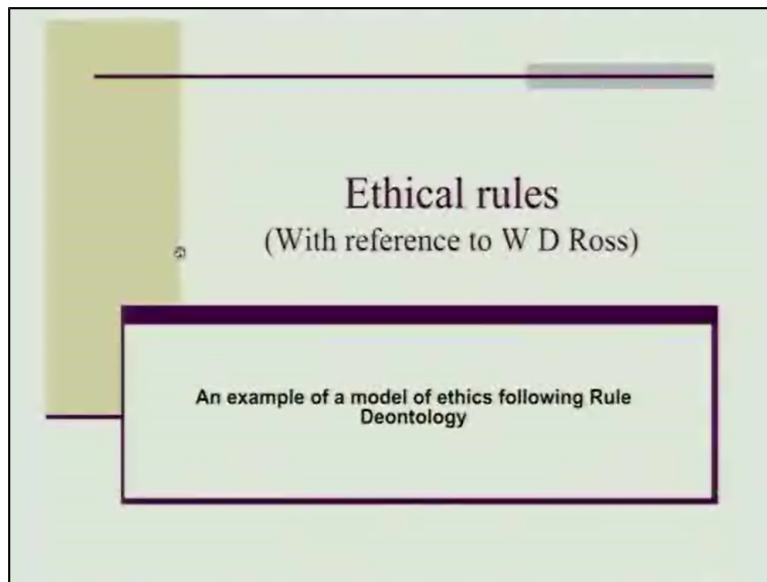 Ethical rules
(With reference to W D Ross)
An example of a model of ethics following Rule
Deontology